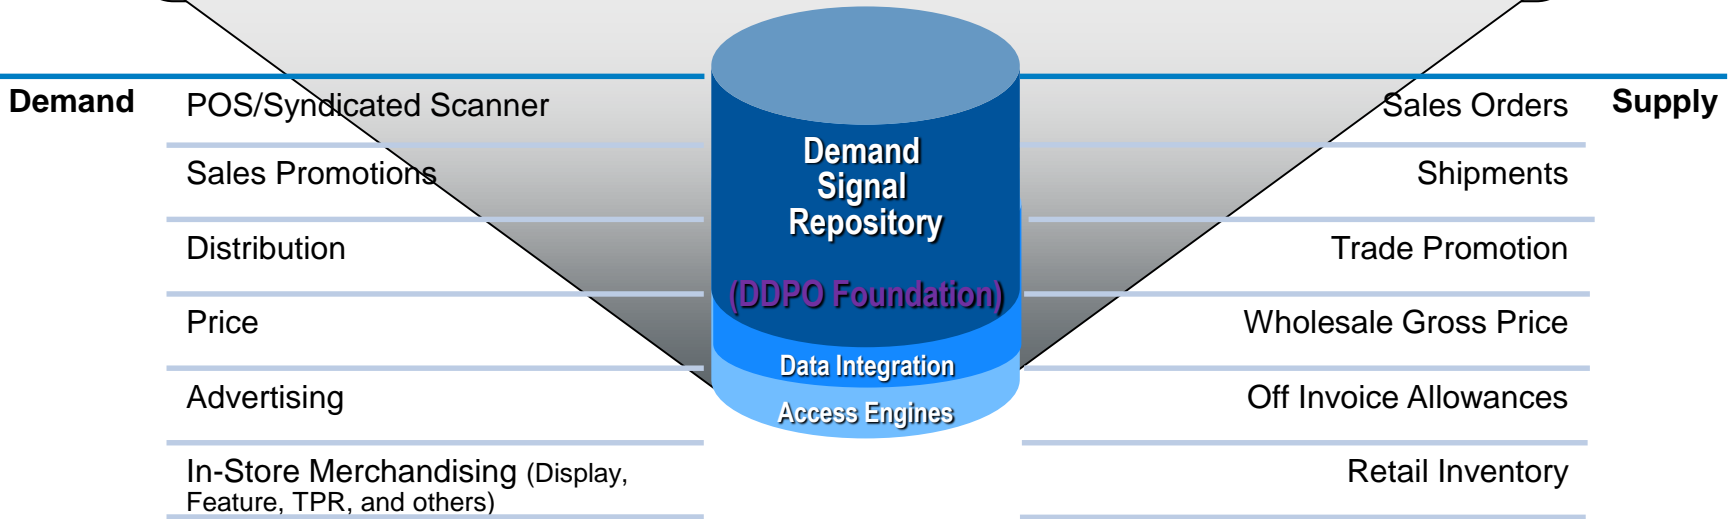 Demand
POS/Syndicated Scanner
Sales Promotions
Distribution
Price
Advertising
In-Store Merchandising (Display,
Feature, TPR, and others)
Demand
Signal
Repository
(DDPO Foundation)
Data Integration
Access Engines
Supply
Sales Orders
Shipments
Trade Promotion
Wholesale Gross Price
Off Invoice Allowances
Retail Inventory